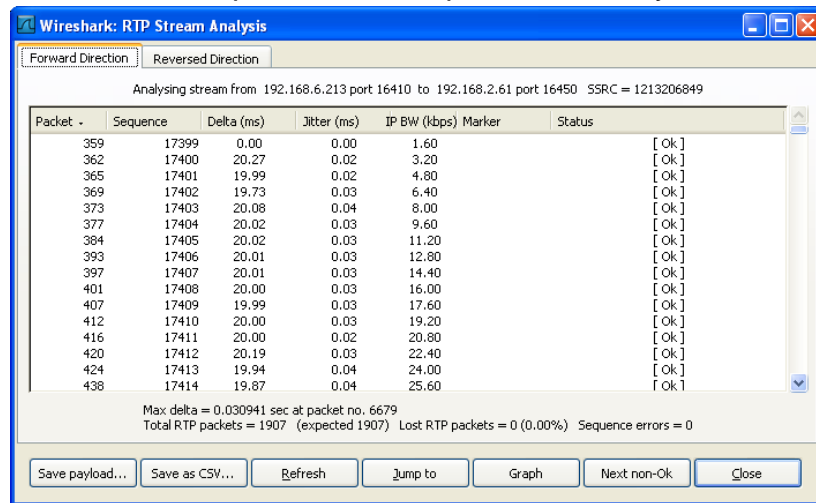 Wireshark: RTP Stream Analysis
Forward Direction Reversed Direction
Analysing stream from 192.168.6.213 port 16410 to 192.168.2.61 port 16450 SSRC = 1213206849
Packet Sequence Delta (ms) Jitter (ms) IP BW (kbps) Marker Status
359 17399 0.00 0.00 1.60 [ Ok ]
362 17400 20.27 0.02 3.20 [ Ok ]
365 17401 19.99 0.02 4.80 [ Ok ]
369 17402 19.73 0.03 6.40 [ Ok ]
373 17403 20.08 0.04 8.00 [ Ok ]
377 17404 20.02 0.03 9.60 [ Ok ]
384 17405 20.02 0.03 11.20 [ Ok ]
393 17406 20.01 0.03 12.80 [ Ok ]
397 17407 20.01 0.03 14.40 [ Ok ]
401 17408 20.00 0.03 16.00 [ Ok ]
407 17409 19.99 0.03 17.60 [ Ok ]
412 17410 20.00 0.03 19.20 [ Ok ]
416 17411 20.00 0.02 20.80 [ Ok ]
420 17412 20.19 0.03 22.40 [ Ok ]
424 17413 19.94 0.04 24.00 [ Ok ]
438 17414 19.87 0.04 25.60 [ Ok ]
Max delta = 0.030941 sec at packet no. 6679
Total RTP packets = 1907 (expected 1907) Lost RTP packets = 0 (0.00%) Sequence errors = 0
Save payload... Save as CSV... Refresh Jump to Graph Next non-Ok Close